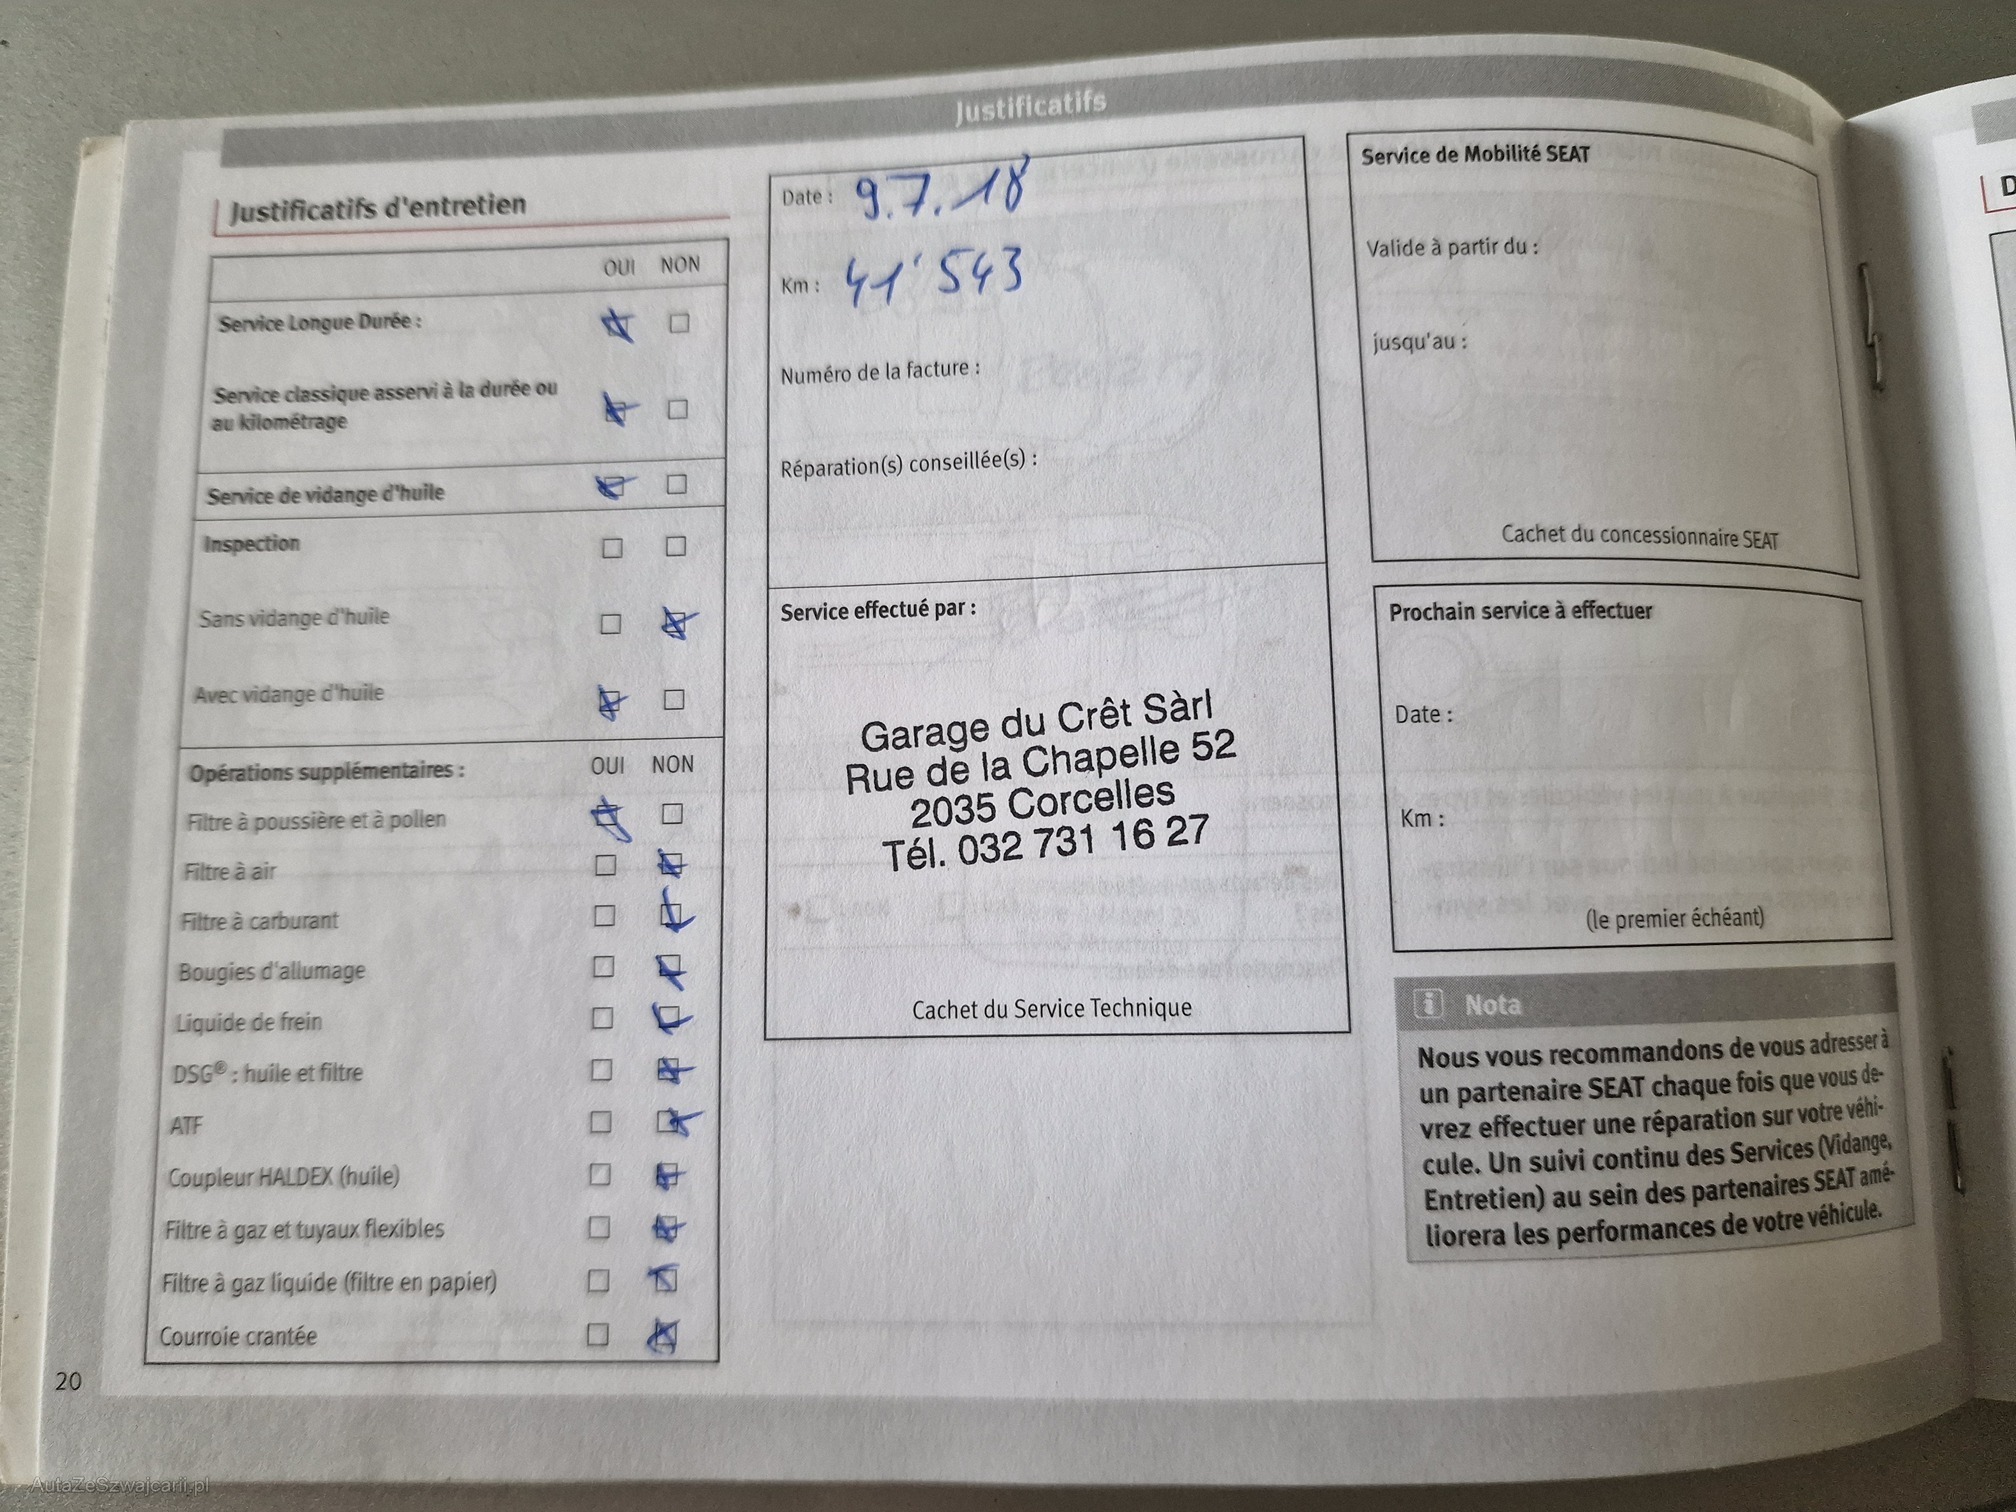 Justificatifs
Justificatifs d'entretien
OUI NON
Service Longue Durée :
Service classique asservi à la durée ou
au kilométrage
Service de vidange d'huile
Inspection
Sans vidange d'huile
Avec vidange d'huile
Opérations supplémentaires : OUI NON
Filtre à poussière et à pollen
Filtre à air
Filtre à carburant
Bougies d'allumage
Liquide de frein
DSG® : huile et filtre
ATF
Coupleur HALDEX (huile)
Filtre à gaz et tuyaux flexibles
Filtre à gaz liquide (filtre en papier)
Courroie crantée
20
Date : 9.7.18
Km : 41'543
Numéro de la facture :
Réparation(s) conseillée(s) :
Service effectué par :
Garage du Crêt Sàrl
Rue de la Chapelle 52
2035 Corcelles
Tél. 032 731 16 27
Cachet du Service Technique
Service de Mobilité SEAT
Valide à partir du :
jusqu'au :
Cachet du concessionnaire SEAT
Prochain service à effectuer
Date :
Km :
(le premier échéant)
i Nota
Nous vous recommandons de vous adresser à
un partenaire SEAT chaque fois que vous de-
vrez effectuer une réparation sur votre véhi-
cule. Un suivi continu des Services (Vidange,
Entretien) au sein des partenaires SEAT amé-
liorera les performances de votre véhicule.
D
AutaZeSzwajcarii.pl